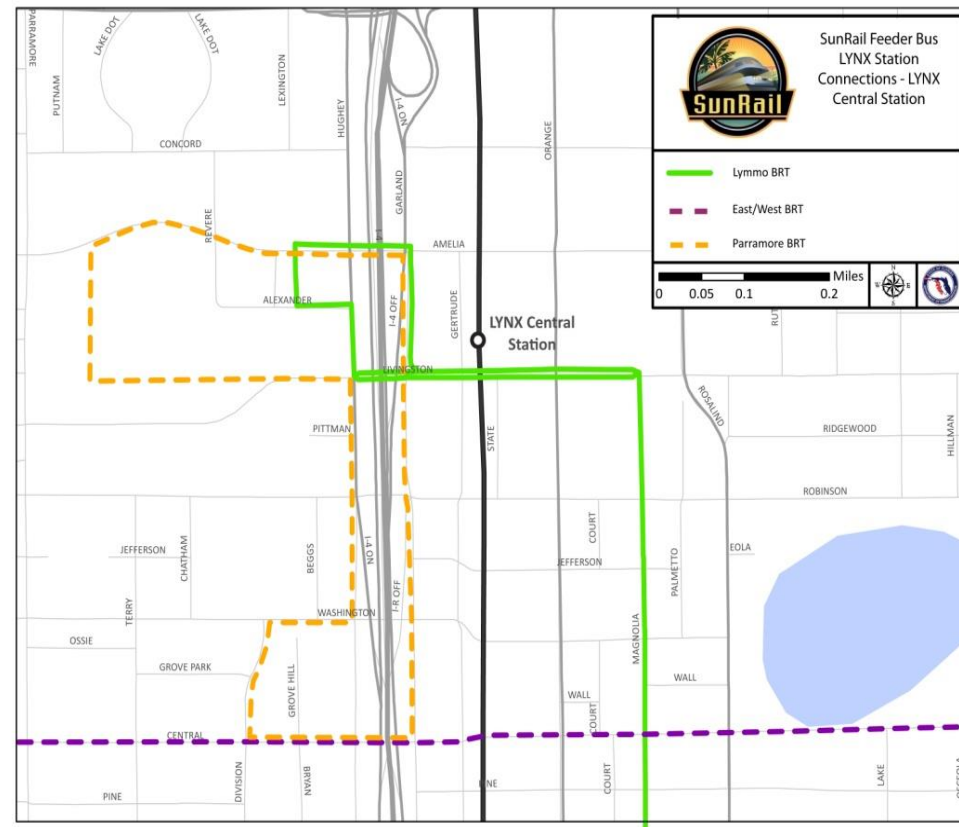 SunRail Feeder Bus
LYNX Station
Connections - LYNX
Central Station
SunRail
Lymmo BRT
East/West BRT
Parramore BRT
Miles
0 0.05 0.1 0.2
PARRAMORE
LAKE DOT
LAKE DOT
PUTNAM
LEXINGTON
HUGHEY
I-4 ON
ORANGE
CONCORD
GARLAND
REVERE
I-4
AMELIA
ALEXANDER
I-4 OFF
GERTRUDE
LYNX Central
Station
LIVINGSTON
ROSALIND
PITTMAN
STATE
RIDGEWOOD
HILLMAN
ROBINSON
JEFFERSON
CHATHAM
BEGGS
I-4 ON
COURT
JEFFERSON
PALMETTO
EOLA
TERRY
WASHINGTON
I-R OFF
OSSIE
MAGNOLIA
GROVE PARK
GROVE HILL
WALL
WALL
COURT
CENTRAL
DIVISION
BRYAN
PINE
COURT
LAKE
OSCEOLA
PINE